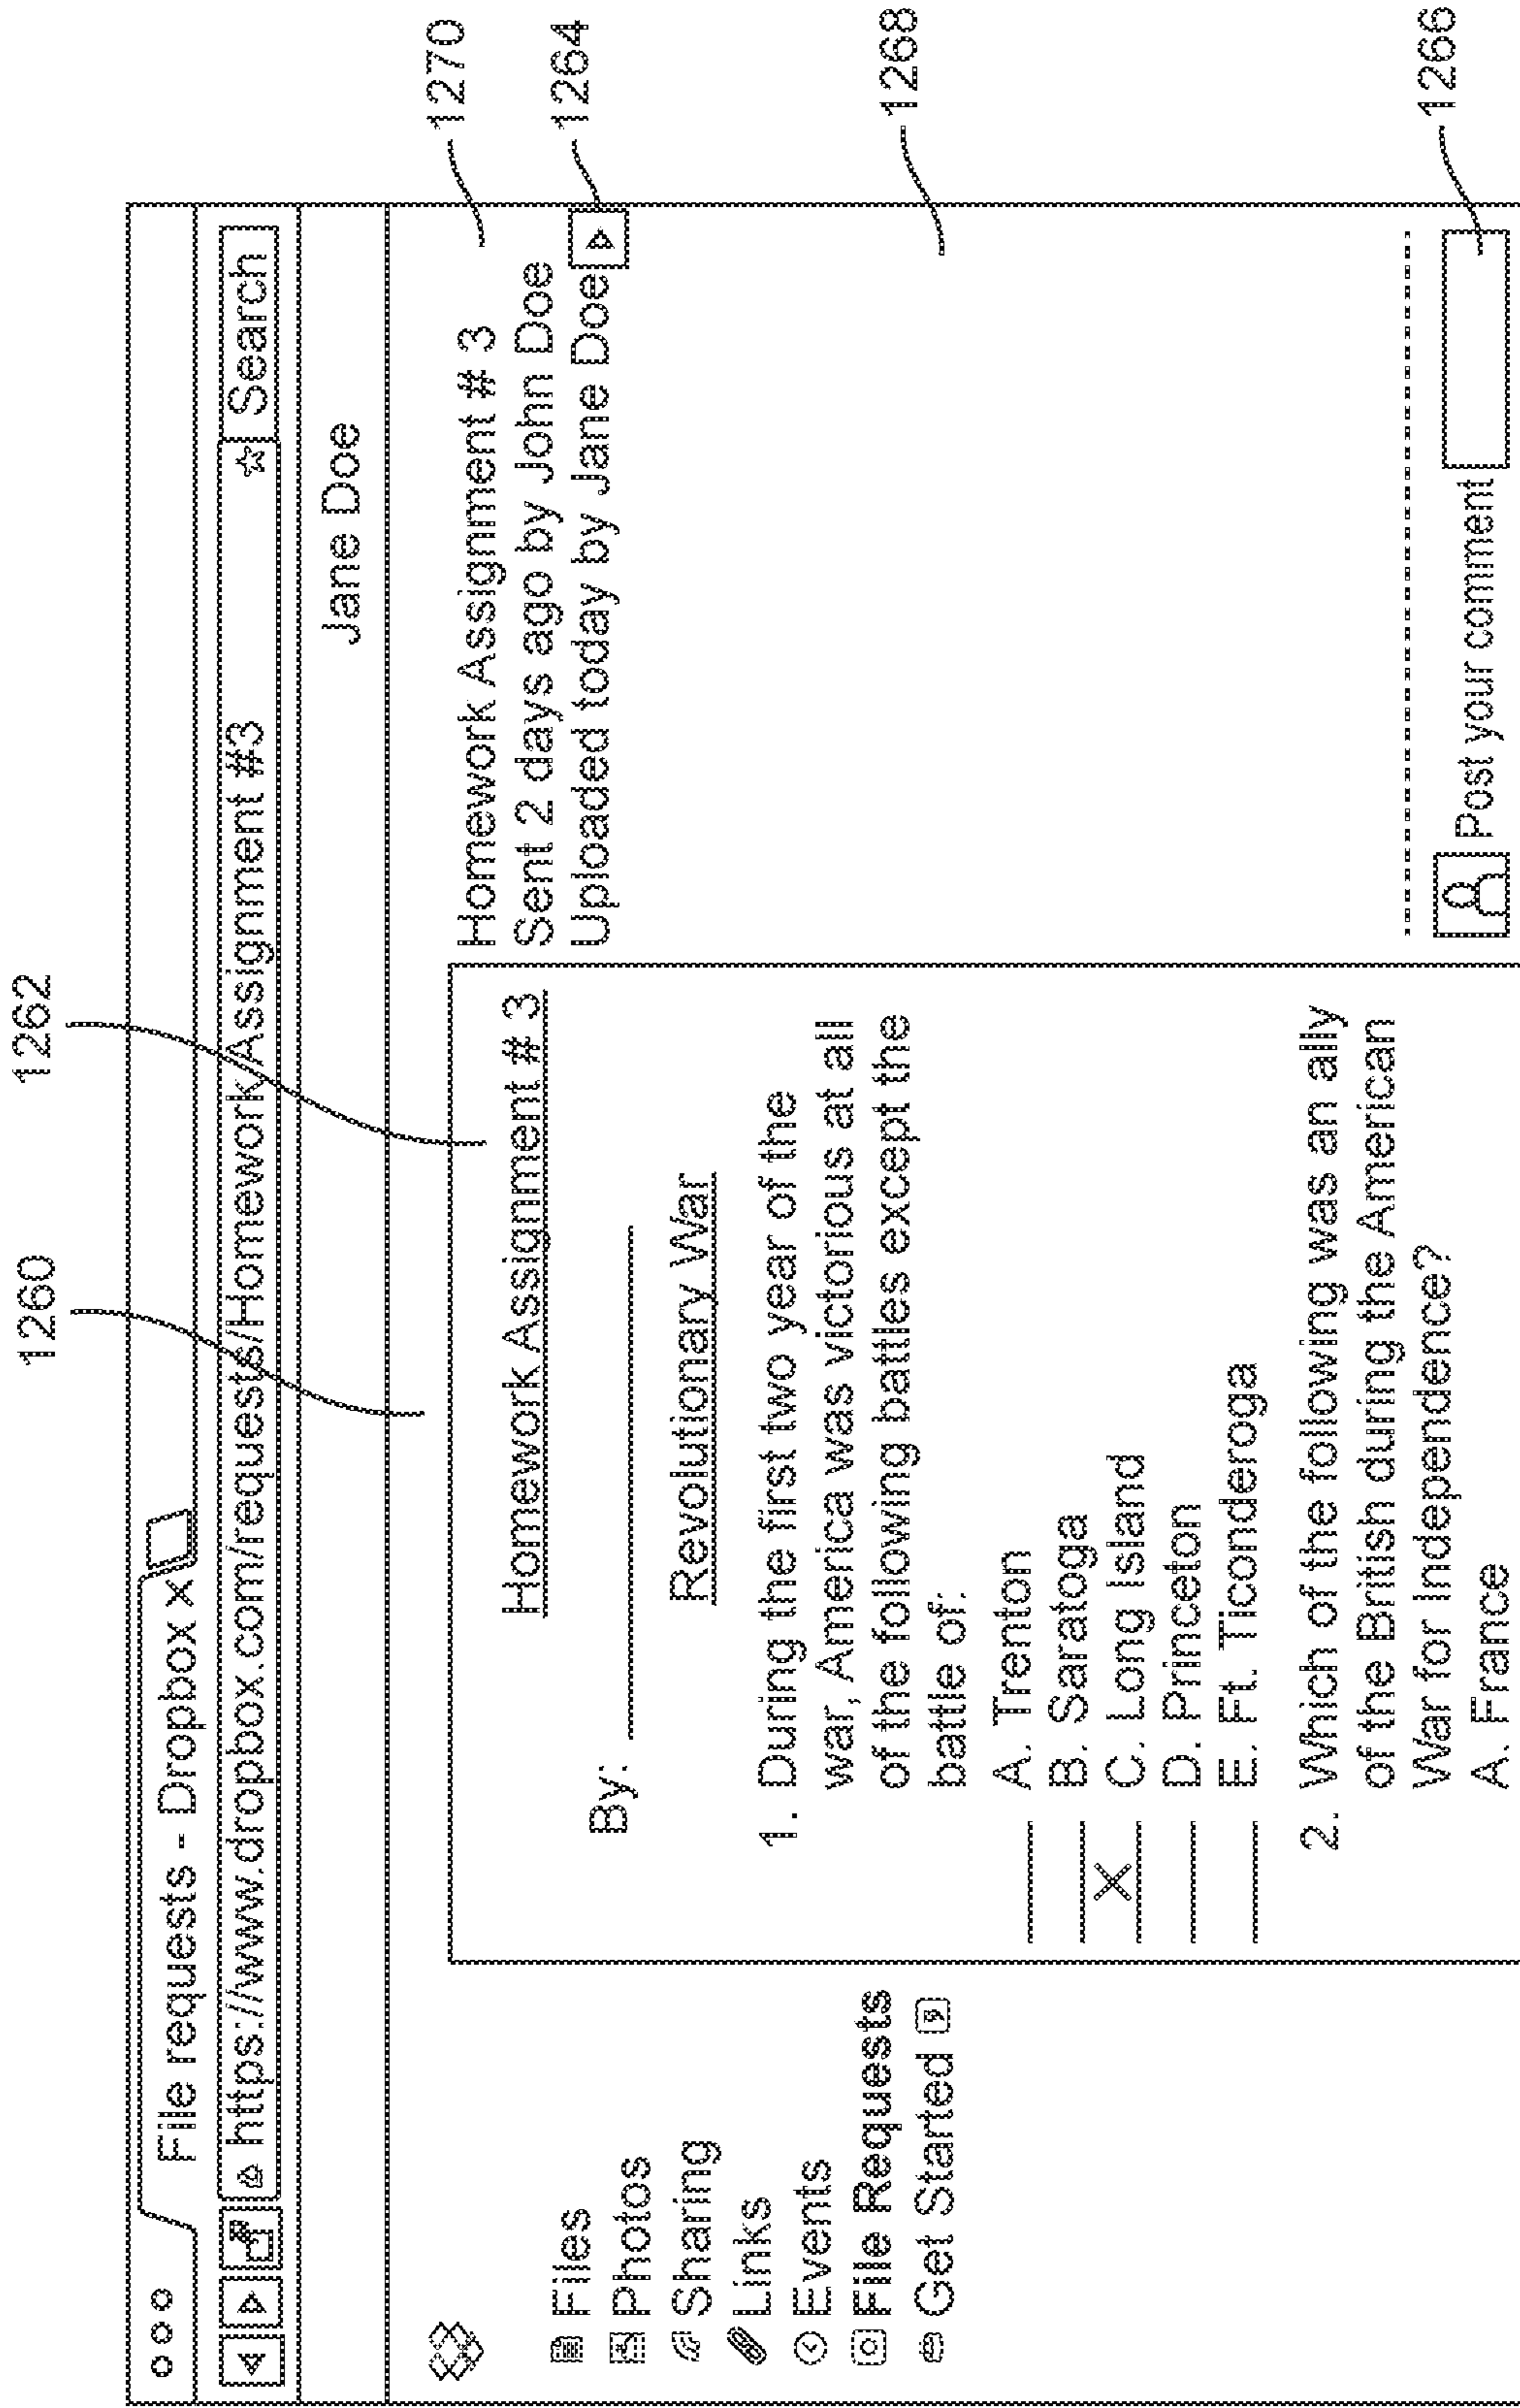 1260
1262
File requests - Dropbox x
https://www.dropbox.com/requests/Homework Assignment #3
Search
Jane Doe
Files
Photos
Sharing
Links
Events
File Requests
Get Started
Homework Assignment # 3
By:
Revolutionary War
1. During the first two year of the
war, America was victorious at all
of the following battles except the
battle of:
A. Trenton
B. Saratoga
X C. Long Island
D. Princeton
E. Ft. Ticonderoga
2. Which of the following was an ally
of the British during the American
War for Independence?
A. France
Homework Assignment # 3
Sent 2 days ago by John Doe
Uploaded today by Jane Doe
Post your comment
1270
1264
1268
1266